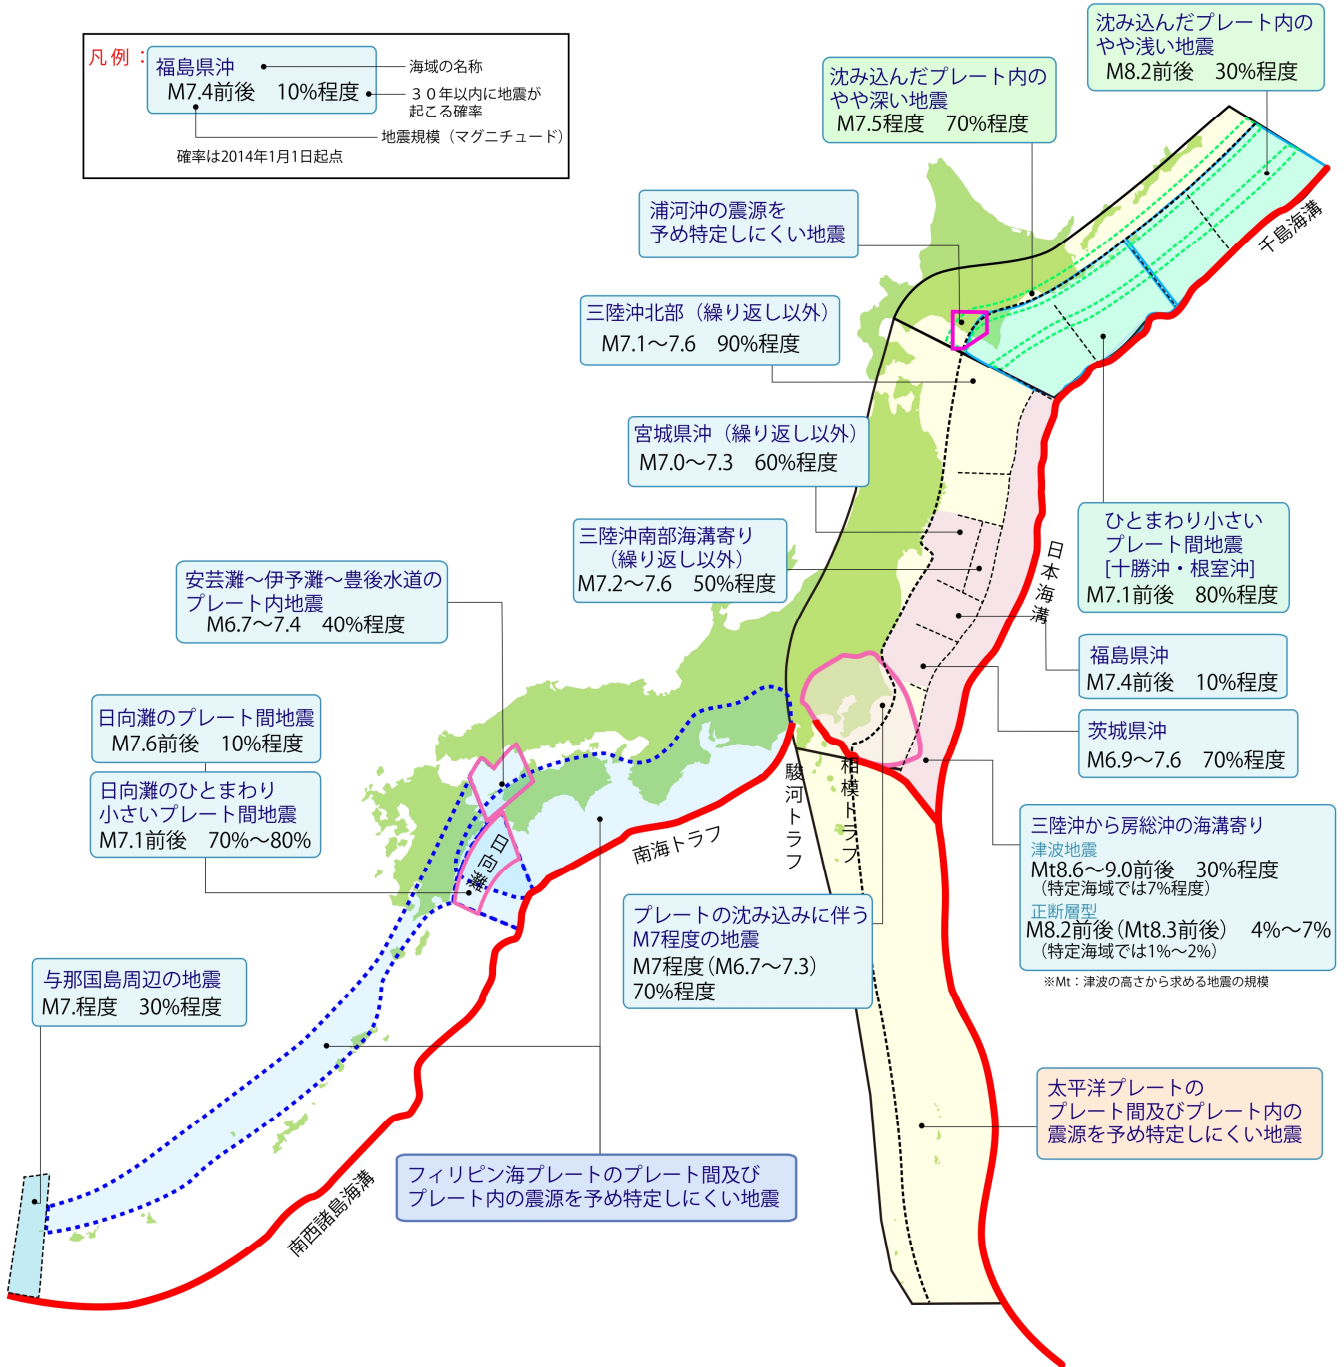 凡例：
福島県沖
M7.4前後　10%程度
海域の名称
３０年以内に地震が
起こる確率
地震規模（マグニチュード）
確率は2014年1月1日起点
沈み込んだプレート内の
やや浅い地震
M8.2前後　30%程度
沈み込んだプレート内の
やや深い地震
M7.5程度　70%程度
浦河沖の震源を
予め特定しにくい地震
千島海溝
三陸沖北部（繰り返し以外）
M7.1～7.6　90%程度
宮城県沖（繰り返し以外）
M7.0～7.3　60%程度
三陸沖南部海溝寄り
（繰り返し以外）
M7.2～7.6　50%程度
日本海溝
ひとまわり小さい
プレート間地震
[十勝沖・根室沖]
M7.1前後　80%程度
安芸灘～伊予灘～豊後水道の
プレート内地震
M6.7～7.4　40%程度
福島県沖
M7.4前後　10%程度
日向灘のプレート間地震
M7.6前後　10%程度
茨城県沖
M6.9～7.6　70%程度
日向灘のひとまわり
小さいプレート間地震
M7.1前後　70%～80%
日向灘
南海トラフ
駿河トラフ
相模トラフ
三陸沖から房総沖の海溝寄り
津波地震
Mt8.6～9.0前後　30%程度
（特定海域では7%程度）
正断層型
M8.2前後（Mt8.3前後）　4%～7%
（特定海域では1%～2%）
※Mt：津波の高さから求める地震の規模
プレートの沈み込みに伴う
M7程度の地震
M7程度（M6.7～7.3）
70%程度
与那国島周辺の地震
M7.程度　30%程度
太平洋プレートの
プレート間及びプレート内の
震源を予め特定しにくい地震
フィリピン海プレートのプレート間及び
プレート内の震源を予め特定しにくい地震
南西諸島海溝